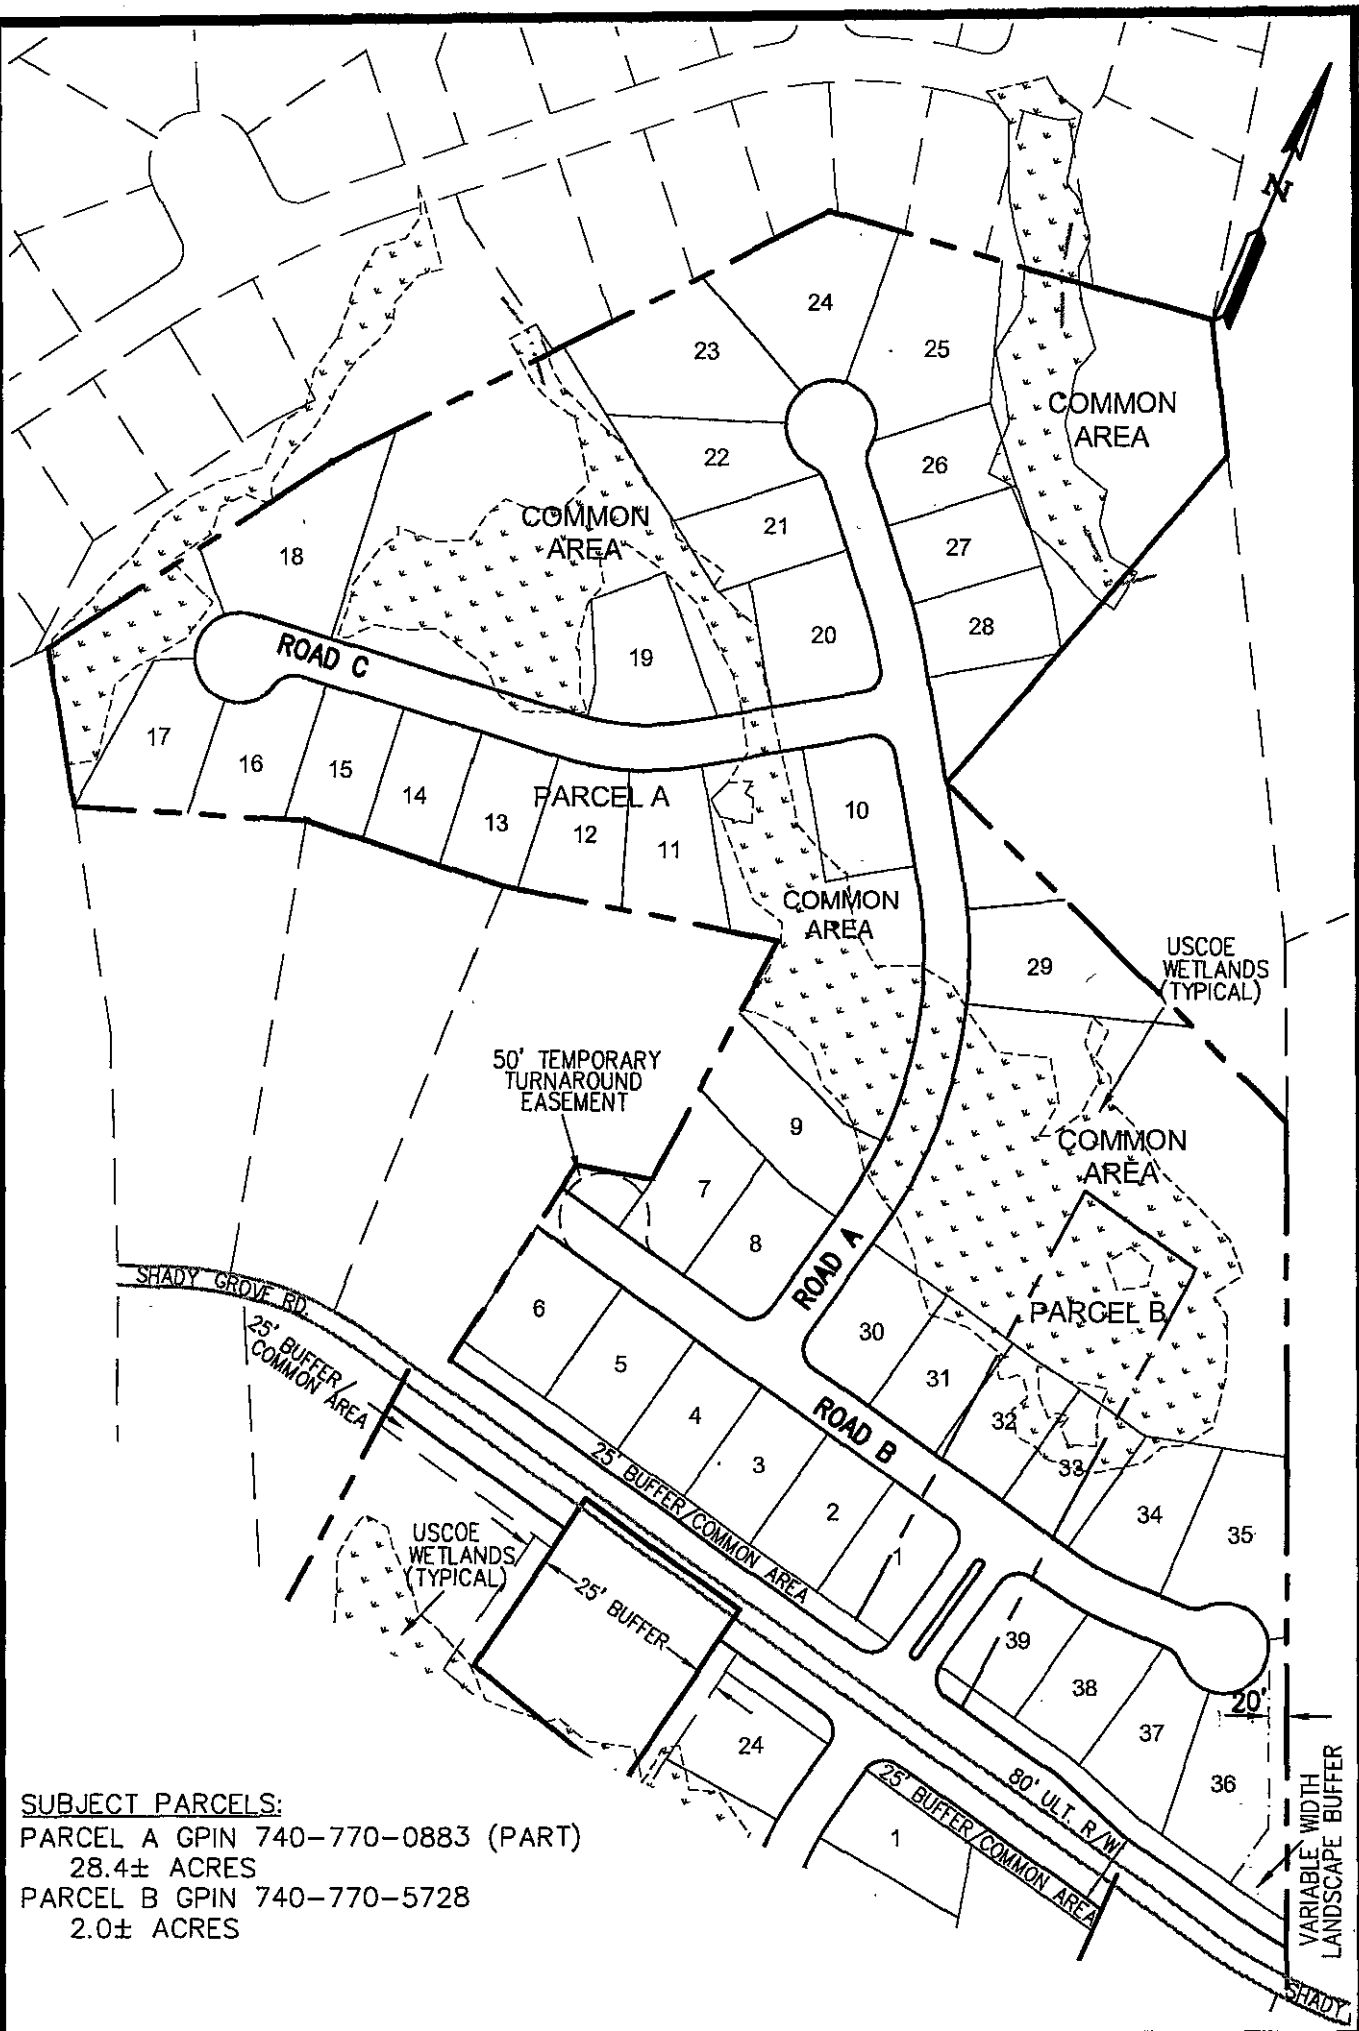 N
24
23
25
COMMON
AREA
22
26
COMMON
AREA
21
27
18
28
20
19
ROAD C
17
16
15
14
PARCEL A
13
12
11
10
COMMON
AREA
USCOE
WETLANDS
(TYPICAL)
29
50' TEMPORARY
TURNAROUND
EASEMENT
9
COMMON
AREA
7
8
ROAD A
SHADY GROVE RD.
25' BUFFER/
COMMON AREA
6
PARCEL B
30
5
31
4
ROAD B
32
3
33
25' BUFFER/COMMON AREA
2
34
35
1
USCOE
WETLANDS
(TYPICAL)
25' BUFFER
39
38
20'
37
24
36
80' ULT. R/W
25' BUFFER/COMMON AREA
1
VARIABLE WIDTH
LANDSCAPE BUFFER
SHADY
SUBJECT PARCELS:
PARCEL A GPIN 740-770-0883 (PART)
28.4± ACRES
PARCEL B GPIN 740-770-5728
2.0± ACRES